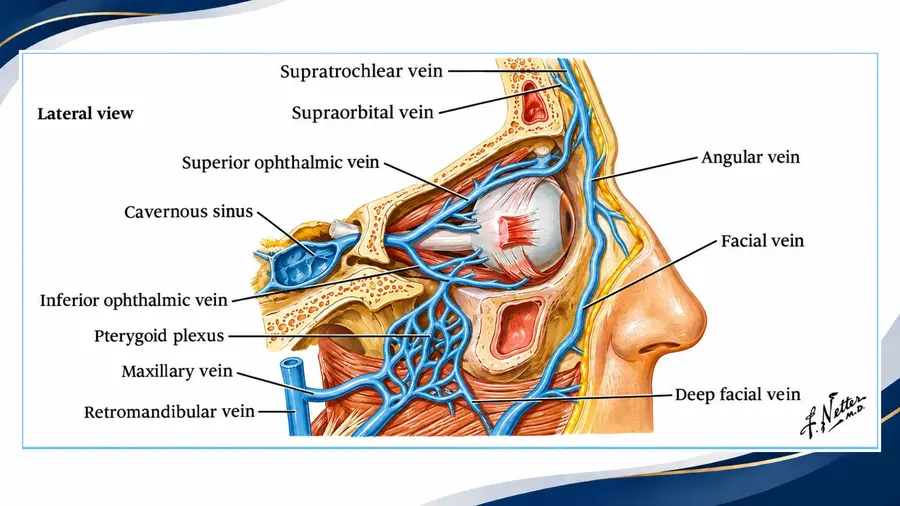 Supratrochlear vein
Lateral view
Supraorbital vein
Superior ophthalmic vein
Angular vein
Cavernous sinus
Facial vein
Inferior ophthalmic vein
Pterygoid plexus
Maxillary vein
Deep facial vein
Retromandibular vein
F. Netter
M.D.